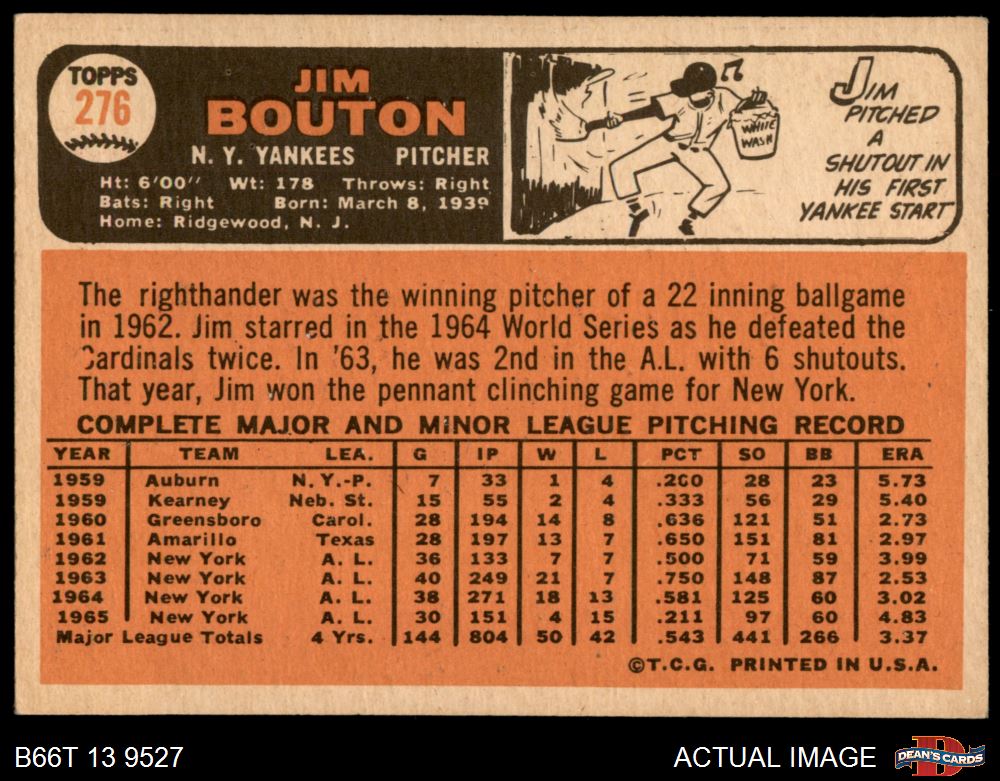 TOPPS
276
JIM
BOUTON
N. Y. YANKEES PITCHER
Ht: 6'00" Wt: 178 Throws: Right
Bats: Right Born: March 8, 1939
Home: Ridgewood, N. J.
WHITE
WASH
JIM
PITCHED
A
SHUTOUT IN
HIS FIRST
YANKEE START
The righthander was the winning pitcher of a 22 inning ballgame
in 1962. Jim starred in the 1964 World Series as he defeated the
Cardinals twice. In '63, he was 2nd in the A.L. with 6 shutouts.
That year, Jim won the pennant clinching game for New York.
COMPLETE MAJOR AND MINOR LEAGUE PITCHING RECORD
YEAR TEAM LEA. G IP W L PCT SO BB ERA
1959 Auburn N. Y.-P. 7 33 1 4 .200 28 23 5.73
1959 Kearney Neb. St. 15 55 2 4 .333 56 29 5.40
1960 Greensboro Carol. 28 194 14 8 .636 121 51 2.73
1961 Amarillo Texas 28 197 13 7 .650 151 81 2.97
1962 New York A. L. 36 133 7 7 .500 71 59 3.99
1963 New York A. L. 40 249 21 7 .750 148 87 2.53
1964 New York A. L. 38 271 18 13 .581 125 60 3.02
1965 New York A. L. 30 151 4 15 .211 97 60 4.83
Major League Totals 4 Yrs. 144 804 50 42 .543 441 266 3.37
©T.C.G. PRINTED IN U.S.A.
B66T 13 9527
ACTUAL IMAGE
D
DEAN'S CARDS